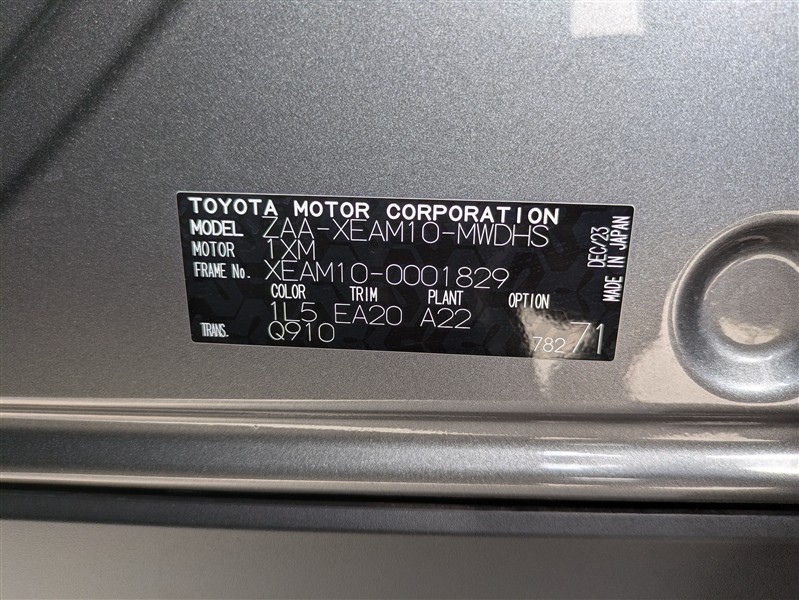 TOYOTA MOTOR CORPORATION
MODEL ZAA-XEAM10-MWDHS
MOTOR 1XM
FRAME No. XEAM10-0001829
COLOR TRIM PLANT OPTION
1L5 EA20 A22
TRANS. Q910
782 71
DEC/23
MADE IN JAPAN